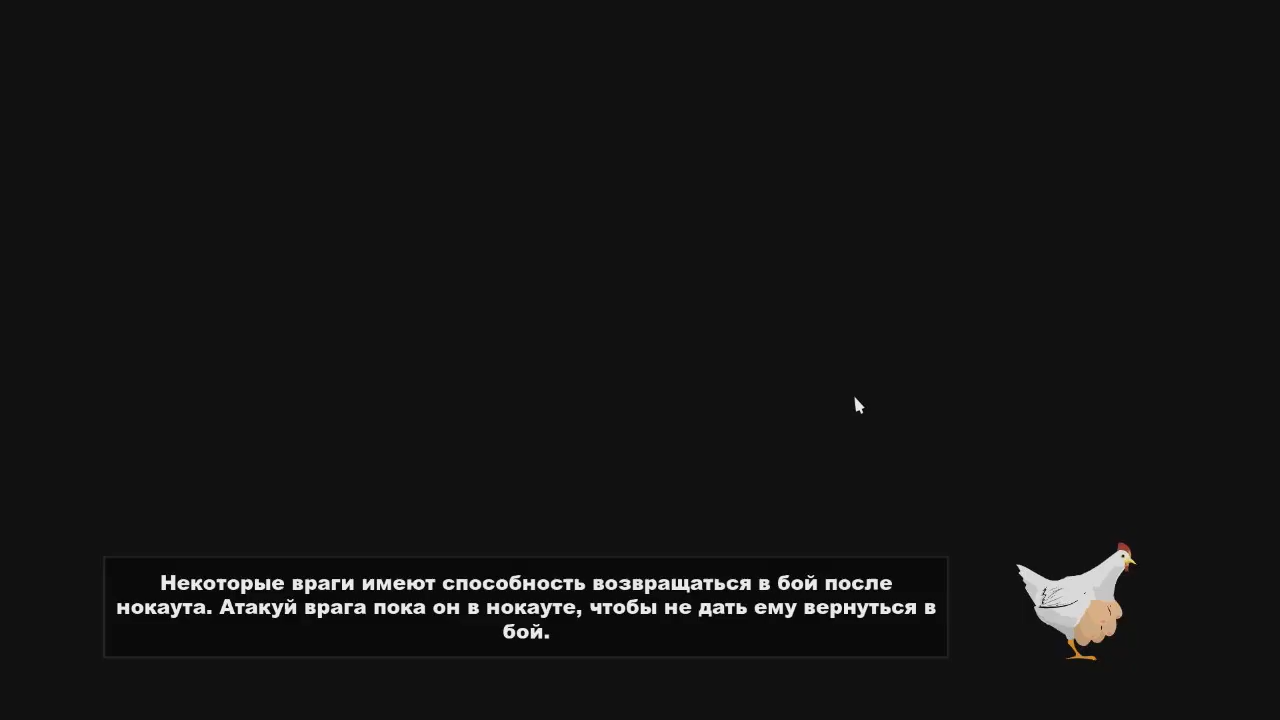 Некоторые враги имеют способность возвращаться в бой после
нокаута. Атакуй врага пока он в нокауте, чтобы не дать ему вернуться в
бой.